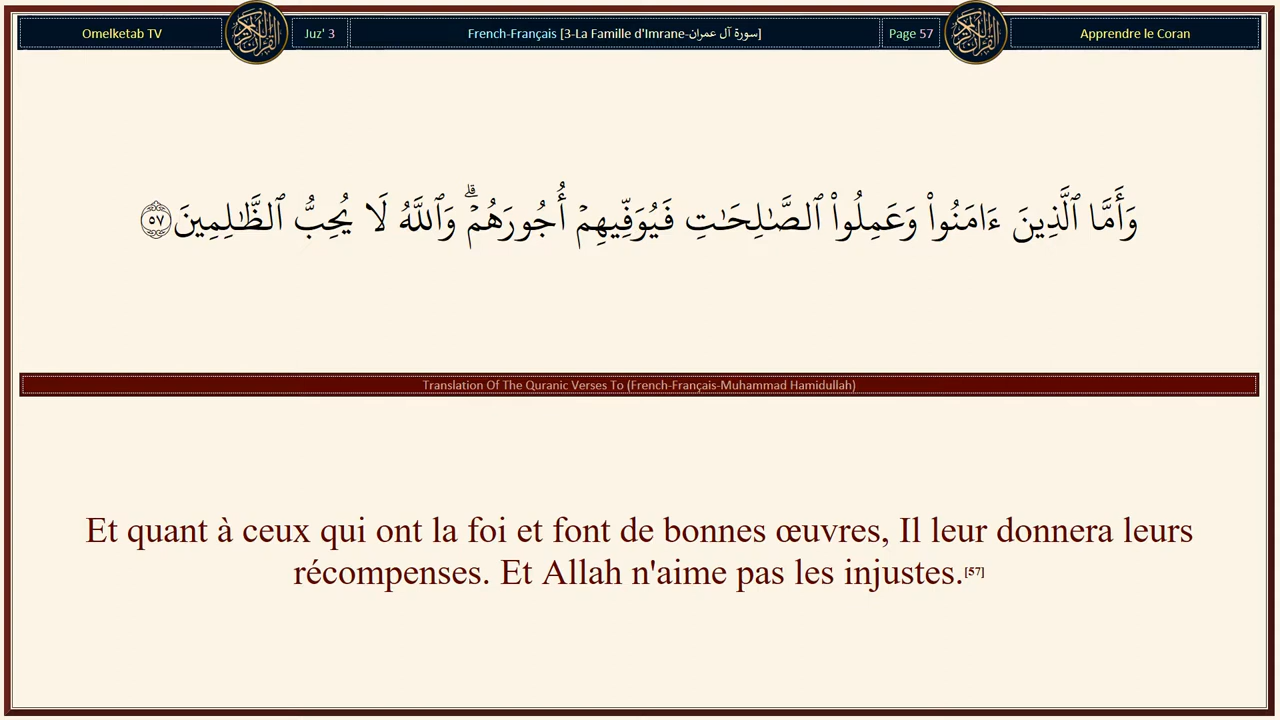 Omelketab TV
Juz' 3
French-Français [3-La Famille d'Imrane-سورة آل عمران]
Page 57
Apprendre le Coran
وَأَمَّا ٱلَّذِينَ ءَامَنُوا۟ وَعَمِلُوا۟ ٱلصَّـٰلِحَـٰتِ فَيُوَفِّيهِمْ أُجُورَهُمْ ۗ وَٱللَّهُ لَا يُحِبُّ ٱلظَّـٰلِمِينَ ٥٧
Translation Of The Quranic Verses To (French-Français-Muhammad Hamidullah)
Et quant à ceux qui ont la foi et font de bonnes œuvres, Il leur donnera leurs
récompenses. Et Allah n'aime pas les injustes.[57]